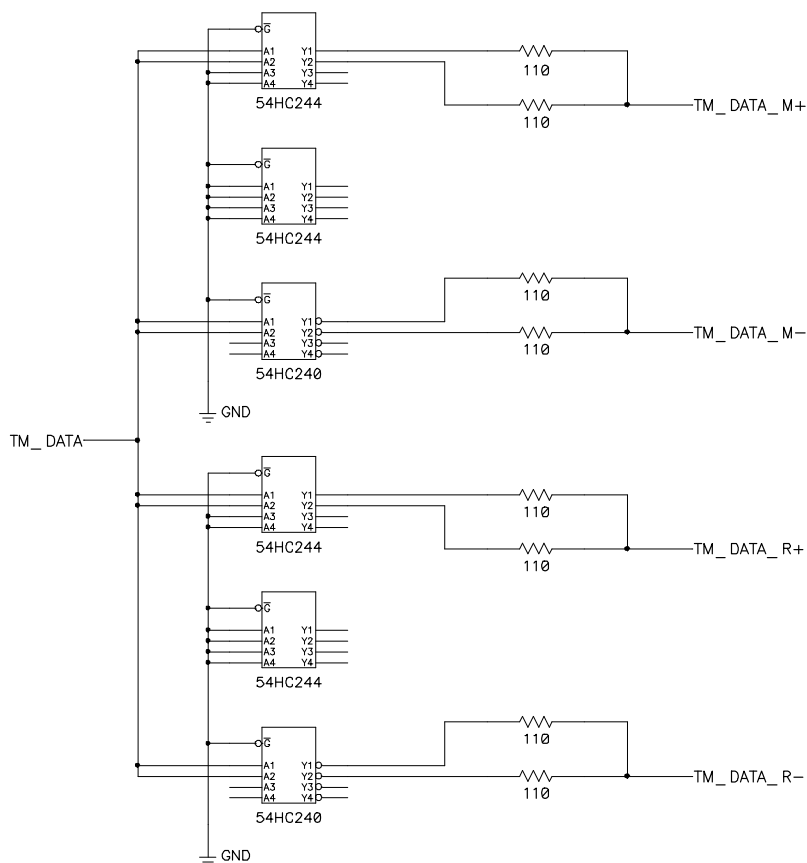 G
A1 Y1
A2 Y2
A3 Y3
A4 Y4
54HC244
110
110
TM_DATA_M+
G
A1 Y1
A2 Y2
A3 Y3
A4 Y4
54HC244
G
A1 Y1
A2 Y2
A3 Y3
A4 Y4
54HC240
110
110
TM_DATA_M-
GND
TM_DATA
G
A1 Y1
A2 Y2
A3 Y3
A4 Y4
54HC244
110
110
TM_DATA_R+
G
A1 Y1
A2 Y2
A3 Y3
A4 Y4
54HC244
G
A1 Y1
A2 Y2
A3 Y3
A4 Y4
54HC240
110
110
TM_DATA_R-
GND